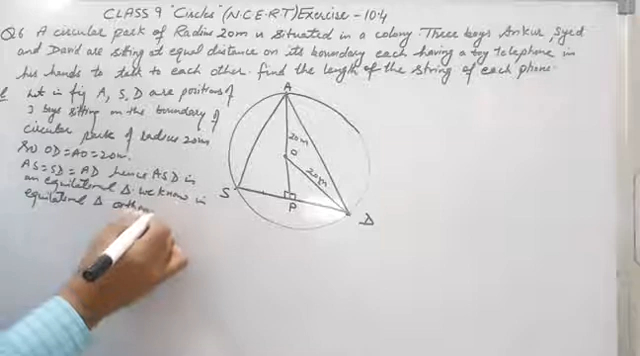 CLASS 9 "Circles" (N.C.E.R.T) Exercise - 10.4
Q6 A circular park of Radius 20m is situated in a colony Three boys Ankur, Syed
and David are sitting at equal distance on its boundary each having a toy telephone in
his hands to talk to each other. find the length of the string of each phone.
Let in fig A, S, D are positions of
3 boys sitting on the boundary of
circular park of radius 20m
So OD = AO = 20m.
AS = SD = AD hence ASD is
an equilateral Δ. we know in
equilateral Δ
A
20m
O
20m
S
P
D